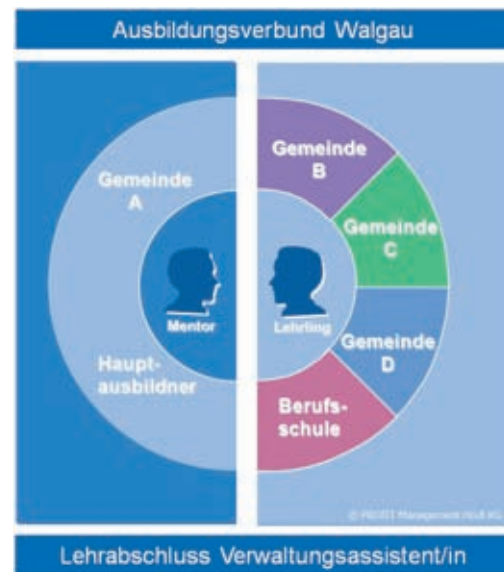 Ausbildungsverbund Walgau
Gemeinde
A
Mentor
Haupt-
ausbildner
Gemeinde
B
Gemeinde
C
Lehrling
Gemeinde
D
Berufs-
schule
Lehrabschluss Verwaltungsassistent/in